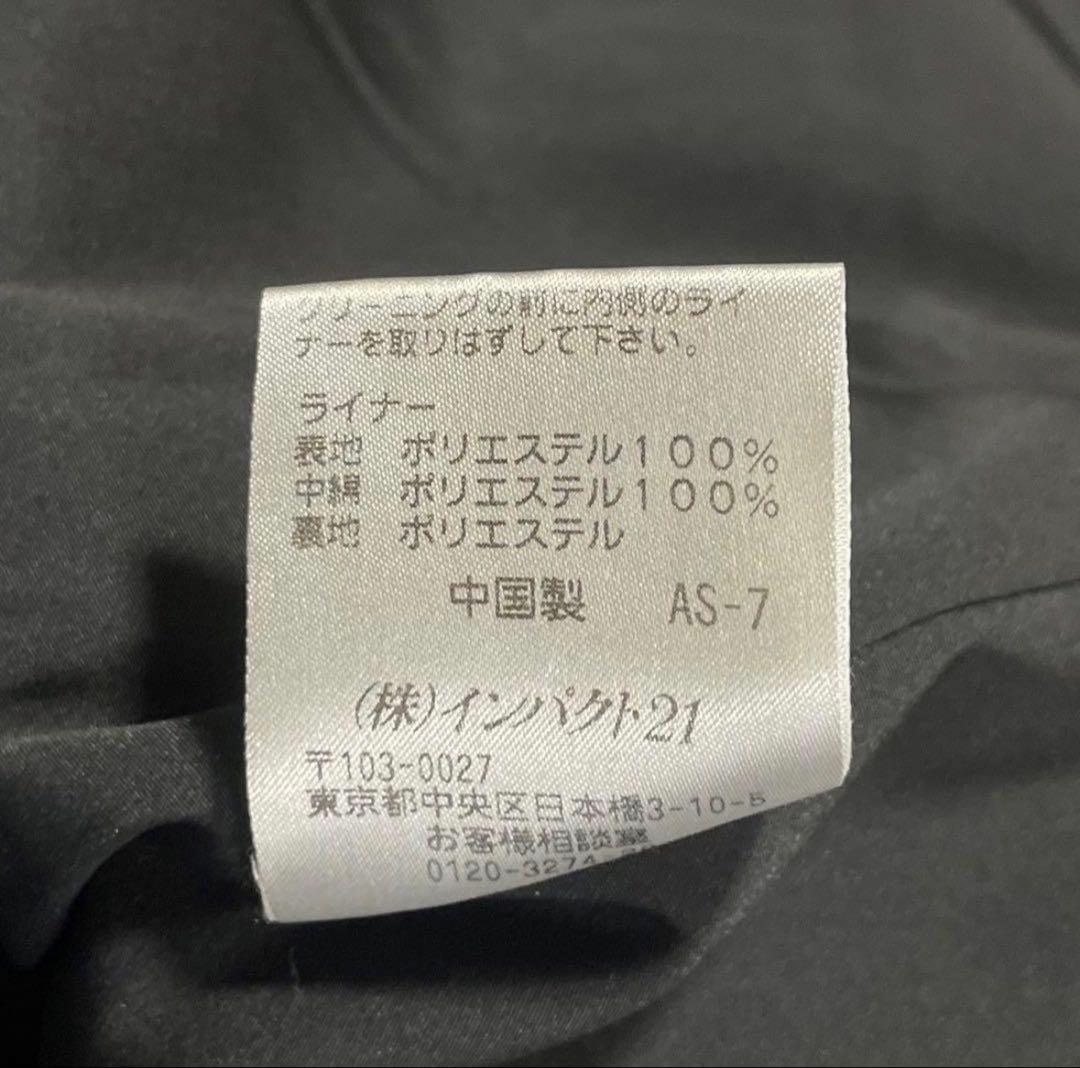 クリーニングの前に内側のライ
ナーを取りはずして下さい。
ライナー
表地 ポリエステル100%
中綿 ポリエステル100%
裏地 ポリエステル
中国製 AS-7
(株)インパクト21
〒103-0027
東京都中央区日本橋3-10-5
お客様相談室
0120-3274-